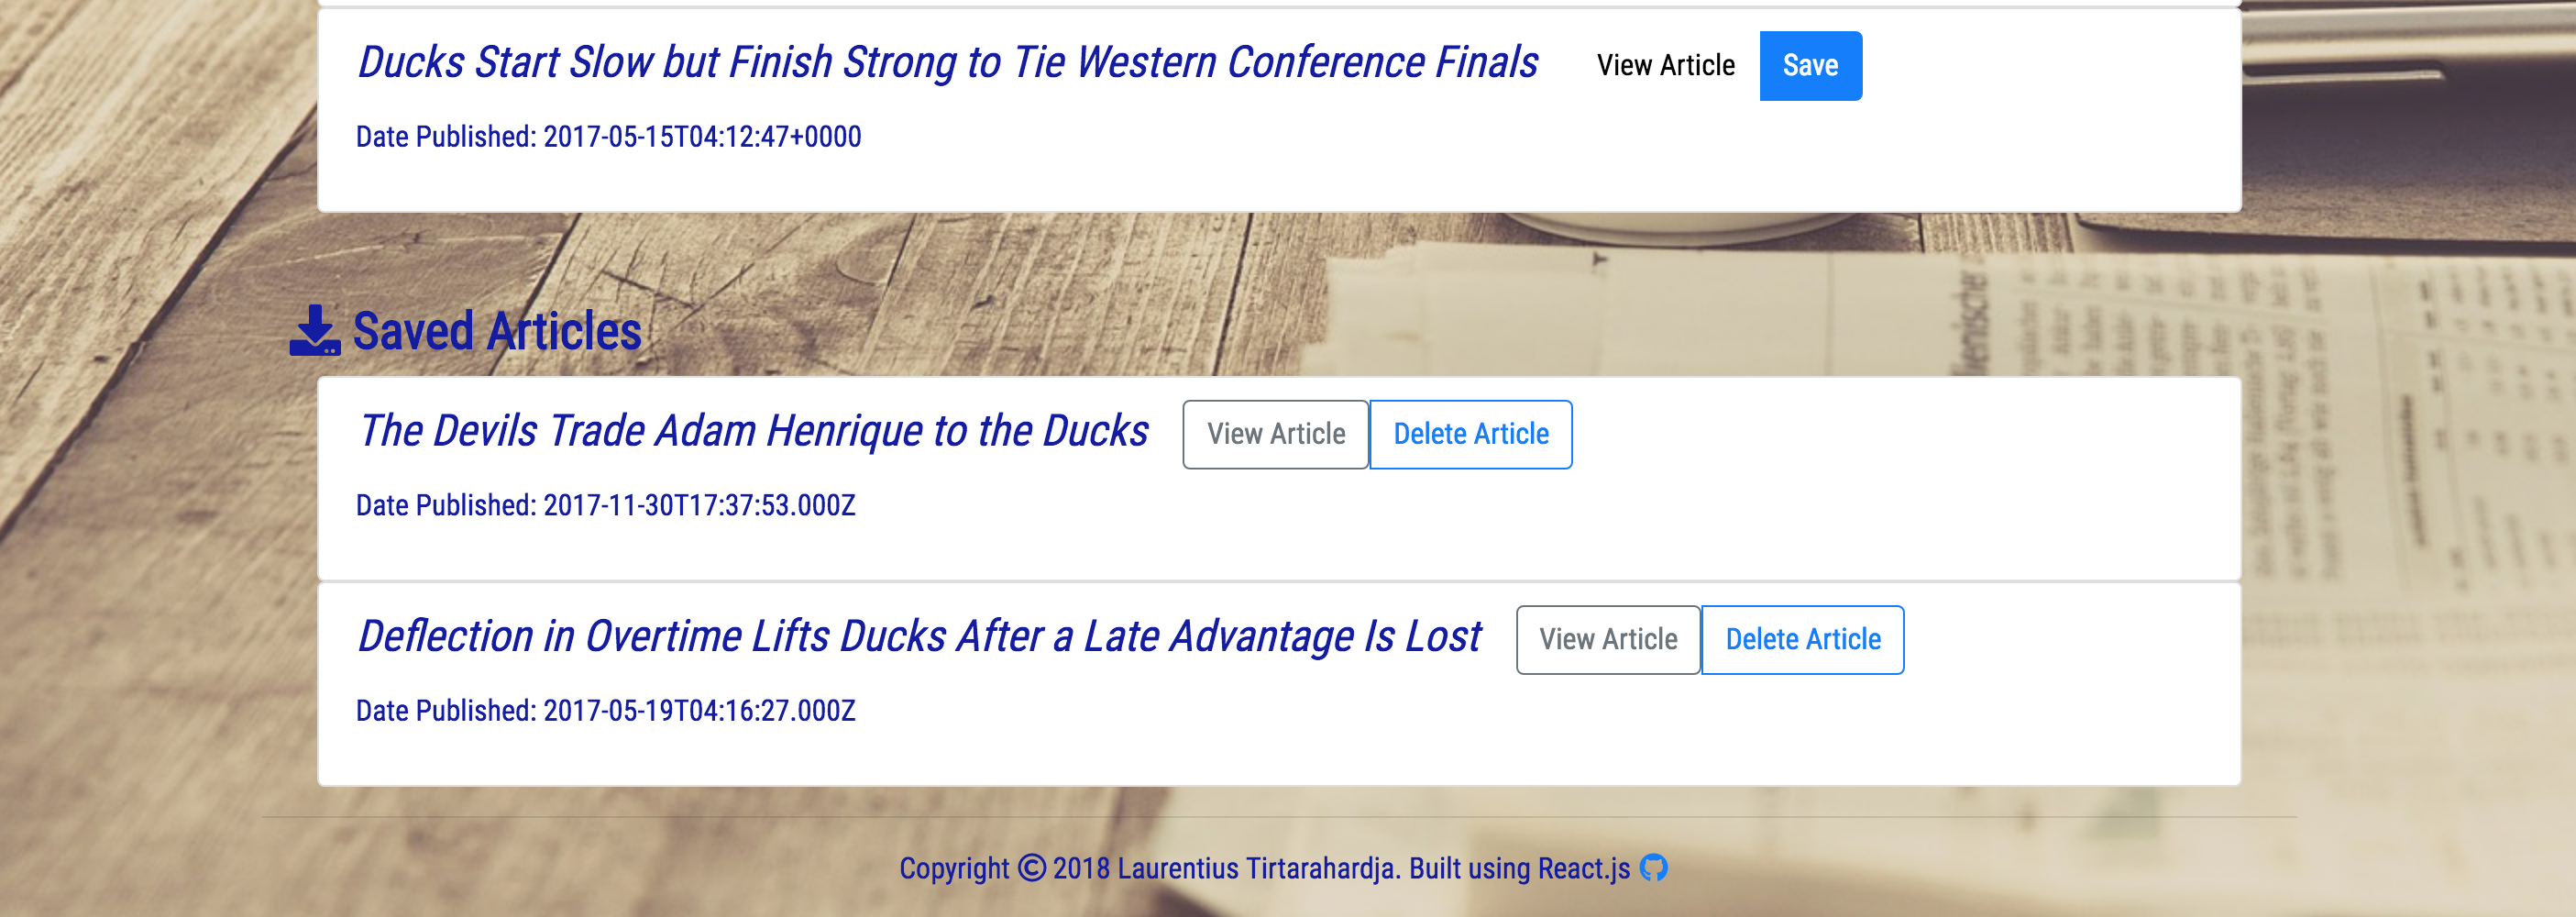 Ducks Start Slow but Finish Strong to Tie Western Conference Finals View Article Save
Date Published: 2017-05-15T04:12:47+0000
Saved Articles
The Devils Trade Adam Henrique to the Ducks View Article Delete Article
Date Published: 2017-11-30T17:37:53.000Z
Deflection in Overtime Lifts Ducks After a Late Advantage Is Lost View Article Delete Article
Date Published: 2017-05-19T04:16:27.000Z
Copyright © 2018 Laurentius Tirtarahardja. Built using React.js